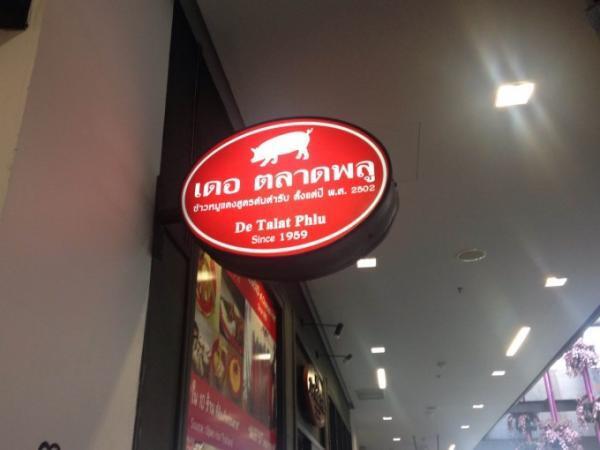 เดอ ตลาดพลู
ข้าวหมูแดงสูตรต้นตำรับ ตั้งแต่ปี พ.ศ. 2502
De Talat Phlu
Since 1959